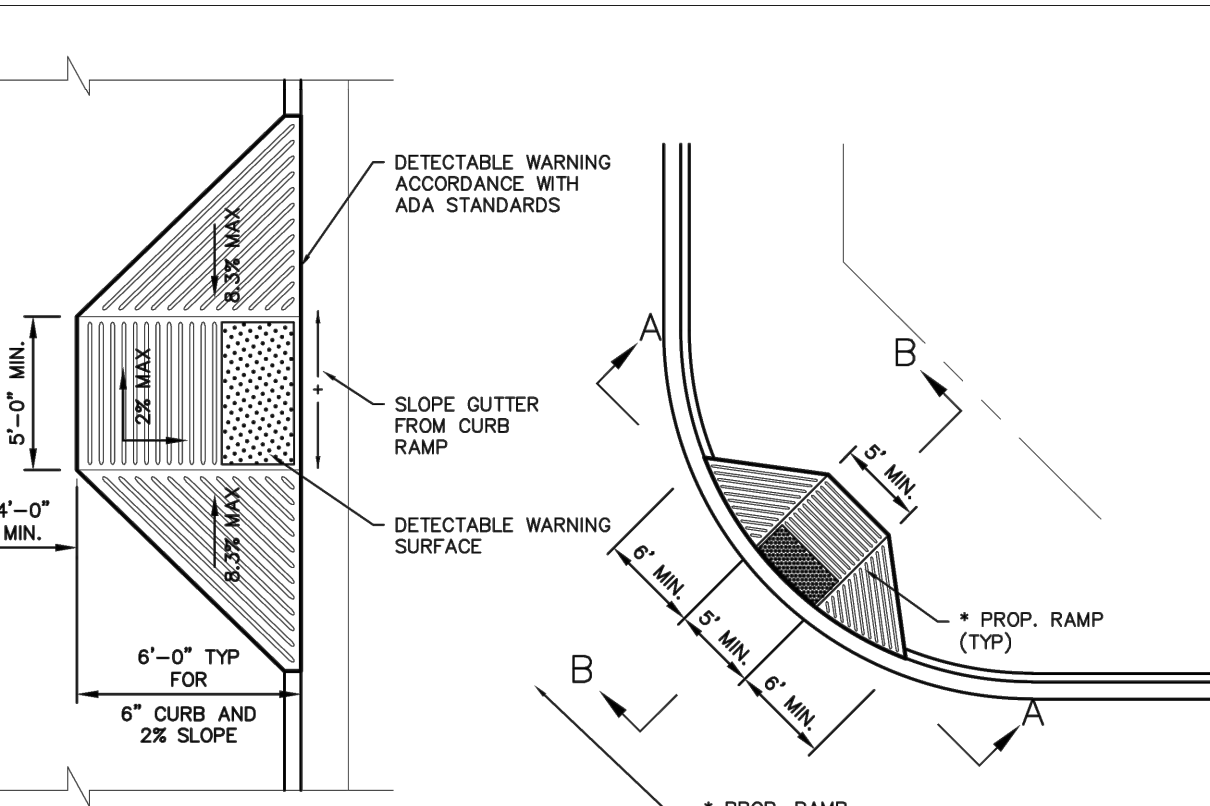 DETECTABLE WARNING
ACCORDANCE WITH
ADA STANDARDS
8.3% MAX
5'-0" MIN.
2% MAX
SLOPE GUTTER
FROM CURB
RAMP
4'-0"
MIN.
8.3% MAX
DETECTABLE WARNING
SURFACE
6'-0" TYP
FOR
6" CURB AND
2% SLOPE
A
B
5' MIN.
6' MIN.
5' MIN.
6' MIN.
* PROP. RAMP
(TYP)
B
A
* PROP. RAMP